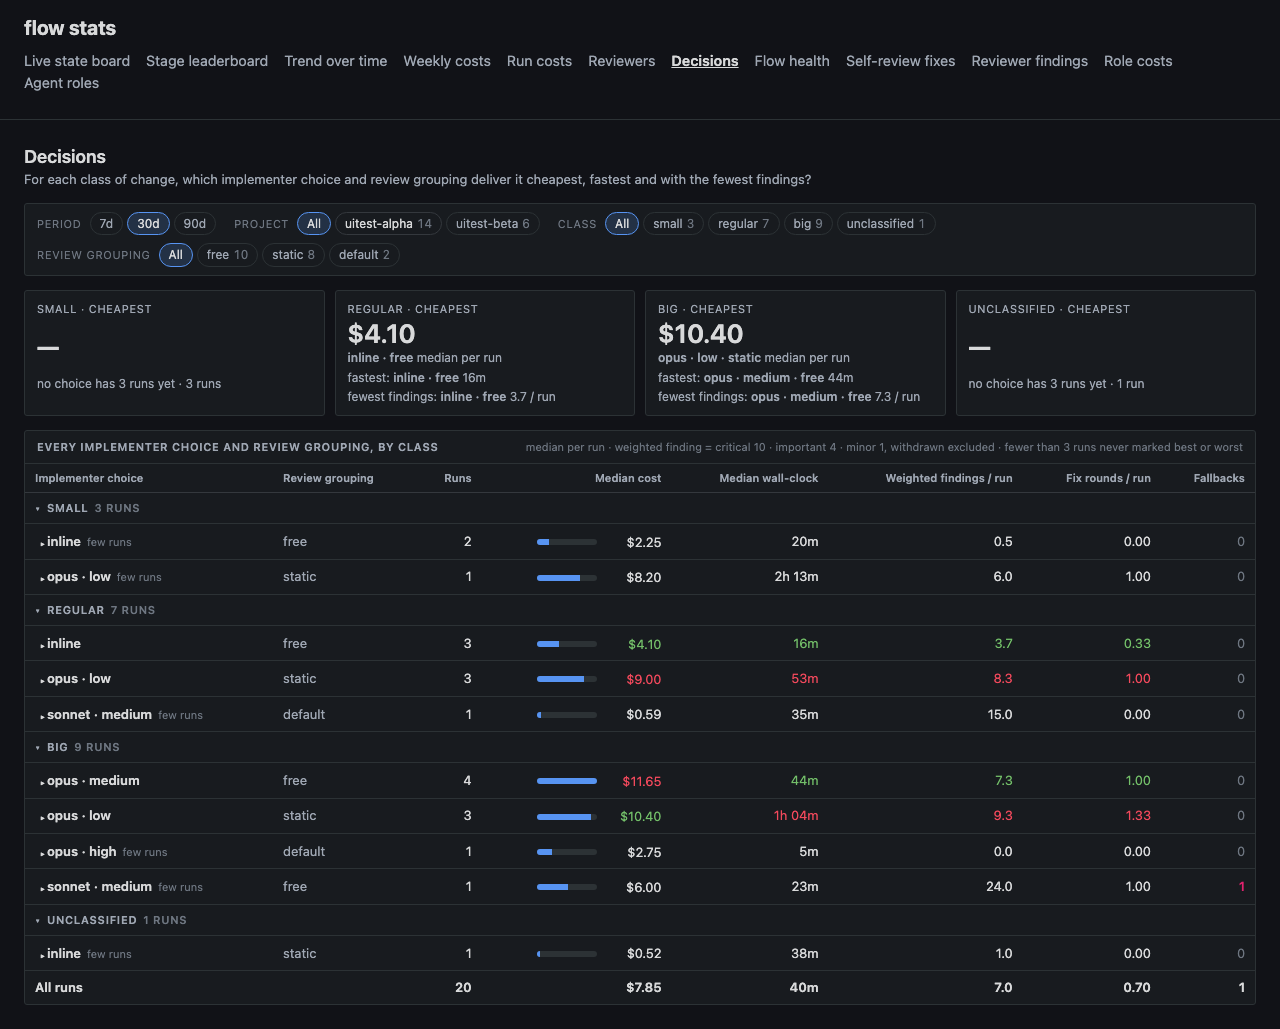 flow stats
Live state board Stage leaderboard Trend over time Weekly costs Run costs Reviewers Decisions Flow health Self-review fixes Reviewer findings Role costs
Agent roles
Decisions
For each class of change, which implementer choice and review grouping deliver it cheapest, fastest and with the fewest findings?
PERIOD 7d 30d 90d PROJECT All uitest-alpha 14 uitest-beta 6 CLASS All small 3 regular 7 big 9 unclassified 1
REVIEW GROUPING All free 10 static 8 default 2
SMALL · CHEAPEST
—
no choice has 3 runs yet · 3 runs
REGULAR · CHEAPEST
$4.10
inline · free median per run
fastest: inline · free 16m
fewest findings: inline · free 3.7 / run
BIG · CHEAPEST
$10.40
opus · low · static median per run
fastest: opus · medium · free 44m
fewest findings: opus · medium · free 7.3 / run
UNCLASSIFIED · CHEAPEST
—
no choice has 3 runs yet · 1 run
EVERY IMPLEMENTER CHOICE AND REVIEW GROUPING, BY CLASS median per run · weighted finding = critical 10 · important 4 · minor 1, withdrawn excluded · fewer than 3 runs never marked best or worst
Implementer choice Review grouping Runs Median cost Median wall-clock Weighted findings / run Fix rounds / run Fallbacks
▾ SMALL 3 RUNS
▸ inline few runs free 2 $2.25 20m 0.5 0.00 0
▸ opus · low few runs static 1 $8.20 2h 13m 6.0 1.00 0
▾ REGULAR 7 RUNS
▸ inline free 3 $4.10 16m 3.7 0.33 0
▸ opus · low static 3 $9.00 53m 8.3 1.00 0
▸ sonnet · medium few runs default 1 $0.59 35m 15.0 0.00 0
▾ BIG 9 RUNS
▸ opus · medium free 4 $11.65 44m 7.3 1.00 0
▸ opus · low static 3 $10.40 1h 04m 9.3 1.33 0
▸ opus · high few runs default 1 $2.75 5m 0.0 0.00 0
▸ sonnet · medium few runs free 1 $6.00 23m 24.0 1.00 1
▾ UNCLASSIFIED 1 RUNS
▸ inline few runs static 1 $0.52 38m 1.0 0.00 0
All runs 20 $7.85 40m 7.0 0.70 1